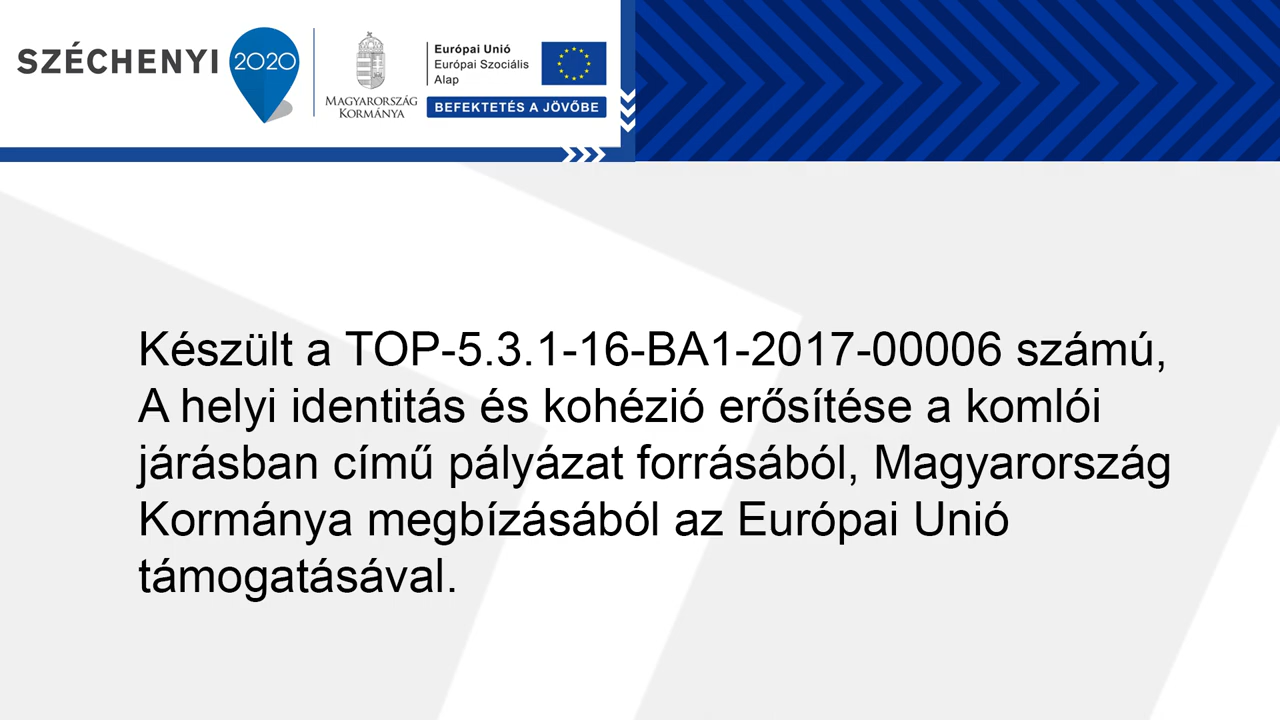 SZÉCHENYI 2020
MAGYARORSZÁG
KORMÁNYA
Európai Unió
Európai Szociális
Alap
BEFEKTETÉS A JÖVŐBE
Készült a TOP-5.3.1-16-BA1-2017-00006 számú,
A helyi identitás és kohézió erősítése a komlói
járásban című pályázat forrásából, Magyarország
Kormánya megbízásából az Európai Unió
támogatásával.